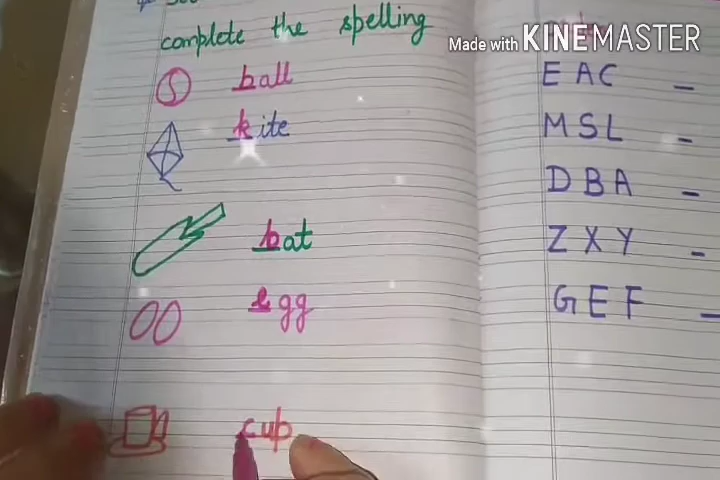 complete the spelling
ball
kite
bat
egg
cup
Made with KINEMASTER
E A C _
M S L _
D B A _
Z X Y _
G E F _